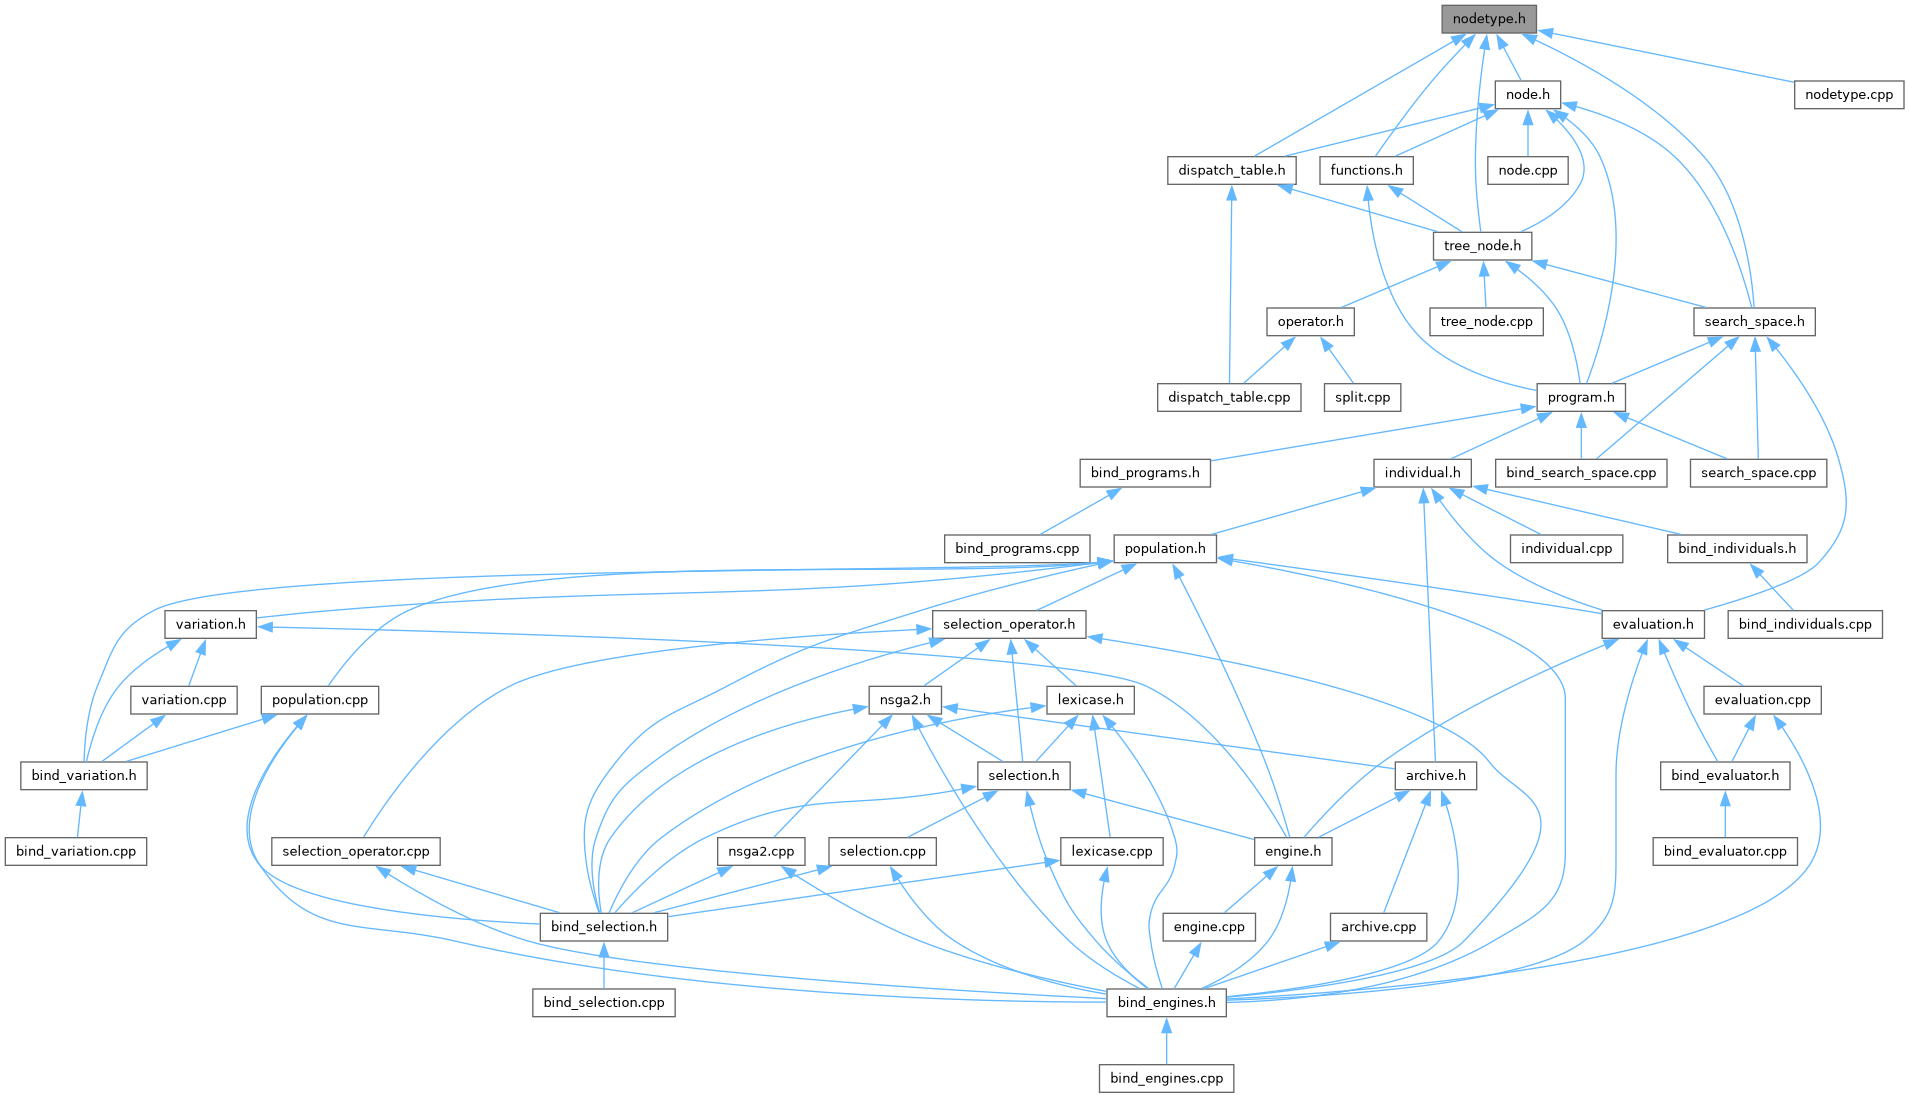 nodetype.h
node.h
nodetype.cpp
dispatch_table.h
functions.h
node.cpp
tree_node.h
operator.h
tree_node.cpp
search_space.h
dispatch_table.cpp
split.cpp
program.h
bind_programs.h
individual.h
bind_search_space.cpp
search_space.cpp
bind_programs.cpp
population.h
individual.cpp
bind_individuals.h
variation.h
selection_operator.h
evaluation.h
bind_individuals.cpp
variation.cpp
population.cpp
nsga2.h
lexicase.h
evaluation.cpp
bind_variation.h
selection.h
archive.h
bind_evaluator.h
bind_variation.cpp
selection_operator.cpp
nsga2.cpp
selection.cpp
lexicase.cpp
engine.h
bind_evaluator.cpp
bind_selection.h
engine.cpp
archive.cpp
bind_selection.cpp
bind_engines.h
bind_engines.cpp